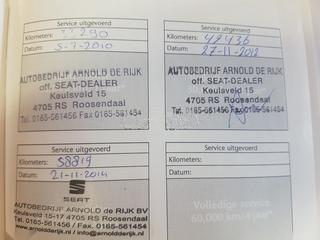 Service uitgevoerd
Kilometers: 33290
Datum: 5-7-2010
AUTOBEDRIJF ARNOLD DE RIJK
off. SEAT-DEALER
Keulsveld 15
4705 RS Roosendaal
Tel. 0165-561456 Fax 0165-561454
Service uitgevoerd
Kilometers: 49436
Datum: 27-11-2012
AUTOBEDRIJF ARNOLD DE RIJK
off. SEAT-DEALER
Keulsveld 15
4705 RS Roosendaal
Tel. 0165-561456 Fax 0165-561454
Service uitgevoerd
Kilometers: 58819
Datum: 21-11-2014
SEAT
AUTOBEDRIJF ARNOLD de RIJK BV
Keulsveld 15-17 4705 RS Roosendaal
Tel. 0165-561456 Fax 0165-561454
www.arnoldderijk.nl / info@arnoldderijk.nl
Service uitgevoerd
Kilometers:
Datum:
Volledige service
60,000 km/4 jaar*